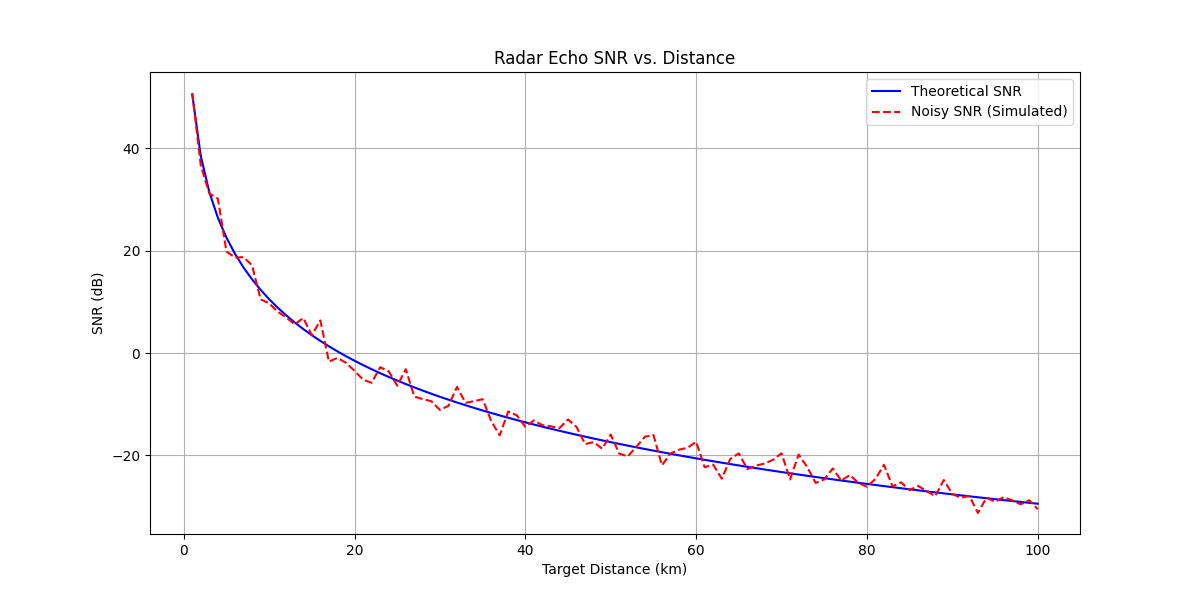 Radar Echo SNR vs. Distance
Theoretical SNR
Noisy SNR (Simulated)
SNR (dB)
40
20
0
−20
0 20 40 60 80 100
Target Distance (km)